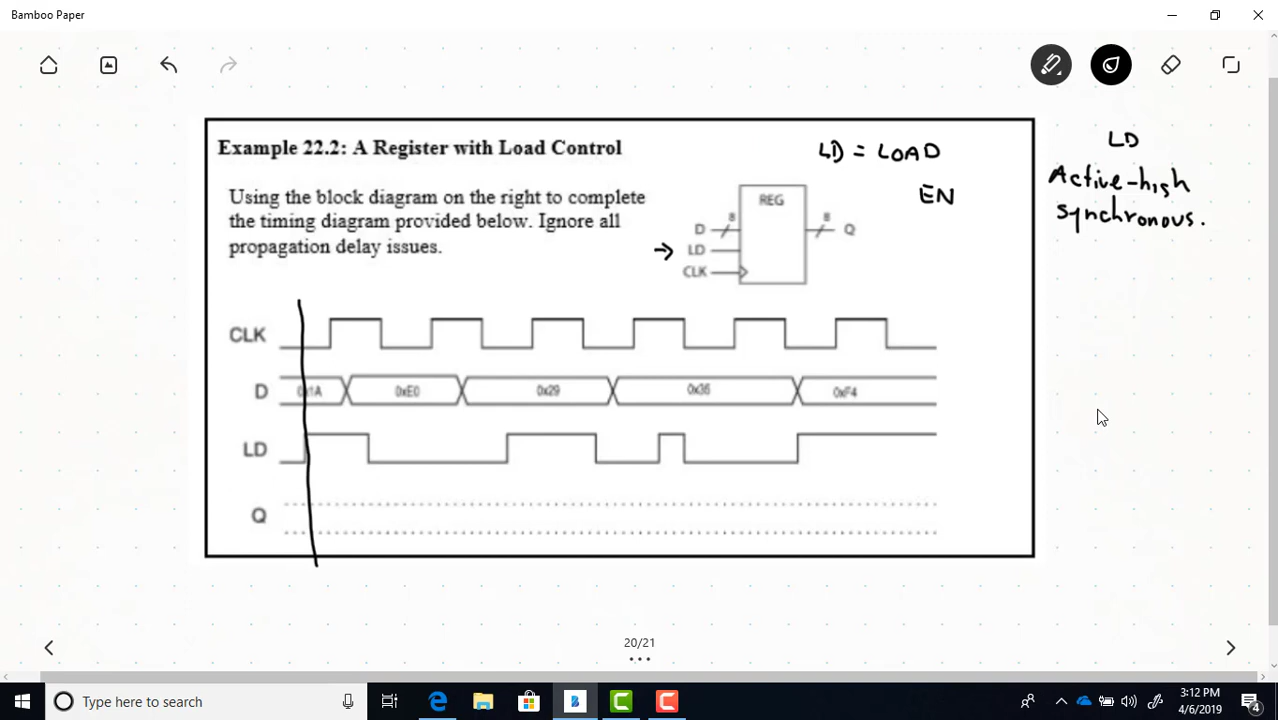 Bamboo Paper
Example 22.2: A Register with Load Control
LD = LOAD
EN
LD
Active-high
synchronous.
Using the block diagram on the right to complete
the timing diagram provided below. Ignore all
propagation delay issues.
REG
8
8
D
Q
LD
CLK
CLK
D
0x1A
0xE0
0x29
0x36
0xF4
LD
Q
20/21
Type here to search
3:12 PM
4/6/2019
4